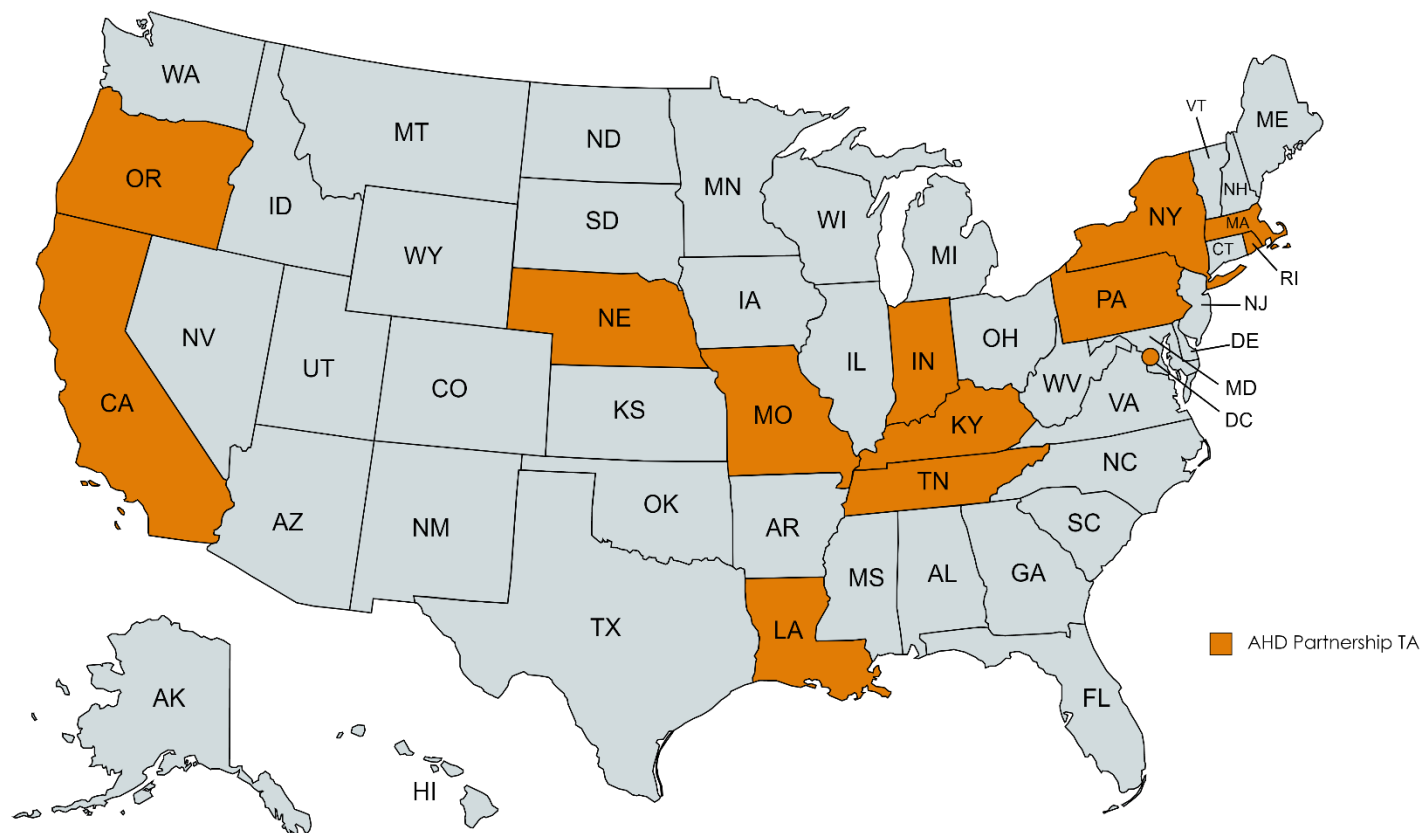 WA
OR
CA
ID
NV
MT
WY
UT
AZ
CO
NM
ND
SD
NE
KS
OK
TX
MN
IA
MO
AR
LA
WI
IL
MI
IN
OH
KY
TN
MS
AL
GA
FL
SC
NC
VA
WV
PA
NY
VT
NH
ME
MA
CT
RI
NJ
DE
MD
DC
AK
HI
AHD Partnership TA